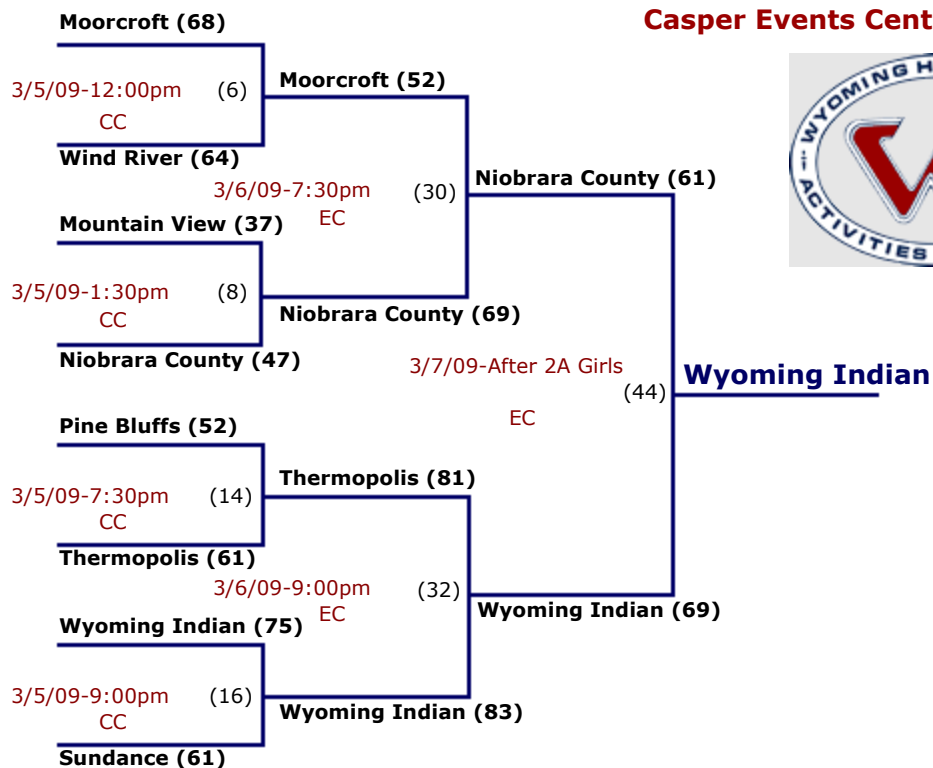 Casper Events Cent
WYOMING H
ACTIVITIES
Moorcroft (68)
3/5/09-12:00pm (6)
CC
Wind River (64)
Moorcroft (52)
3/6/09-7:30pm (30)
EC
Mountain View (37)
3/5/09-1:30pm (8)
CC
Niobrara County (47)
Niobrara County (69)
Niobrara County (61)
3/7/09-After 2A Girls
(44)
EC
Wyoming Indian
Pine Bluffs (52)
3/5/09-7:30pm (14)
CC
Thermopolis (61)
Thermopolis (81)
3/6/09-9:00pm (32)
EC
Wyoming Indian (69)
Wyoming Indian (75)
3/5/09-9:00pm (16)
CC
Sundance (61)
Wyoming Indian (83)